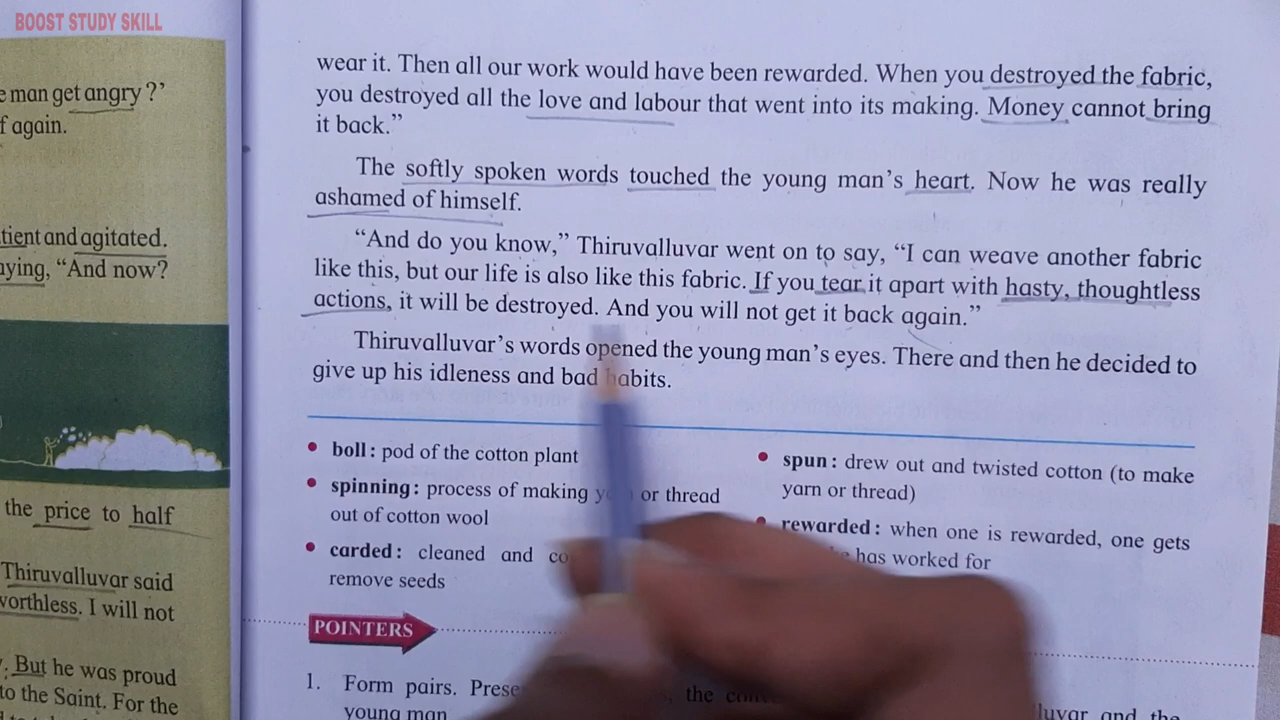 BOOST STUDY SKILL
e man get angry ?’
f again.
tient and agitated.
aying, “And now?
the price to half
Thiruvalluvar said
worthless. I will not
. But he was proud
to the Saint. For the
wear it. Then all our work would have been rewarded. When you destroyed the fabric,
you destroyed all the love and labour that went into its making. Money cannot bring
it back.”
The softly spoken words touched the young man’s heart. Now he was really
ashamed of himself.
“And do you know,” Thiruvalluvar went on to say, “I can weave another fabric
like this, but our life is also like this fabric. If you tear it apart with hasty, thoughtless
actions, it will be destroyed. And you will not get it back again.”
Thiruvalluvar’s words opened the young man’s eyes. There and then he decided to
give up his idleness and bad habits.
• boll : pod of the cotton plant
• spinning : process of making or thread
out of cotton wool
• carded : cleaned and co
remove seeds
• spun : drew out and twisted cotton (to make
yarn or thread)
• rewarded : when one is rewarded, one gets
has worked for
POINTERS
1. Form pairs. Prese the
young man luvar and the